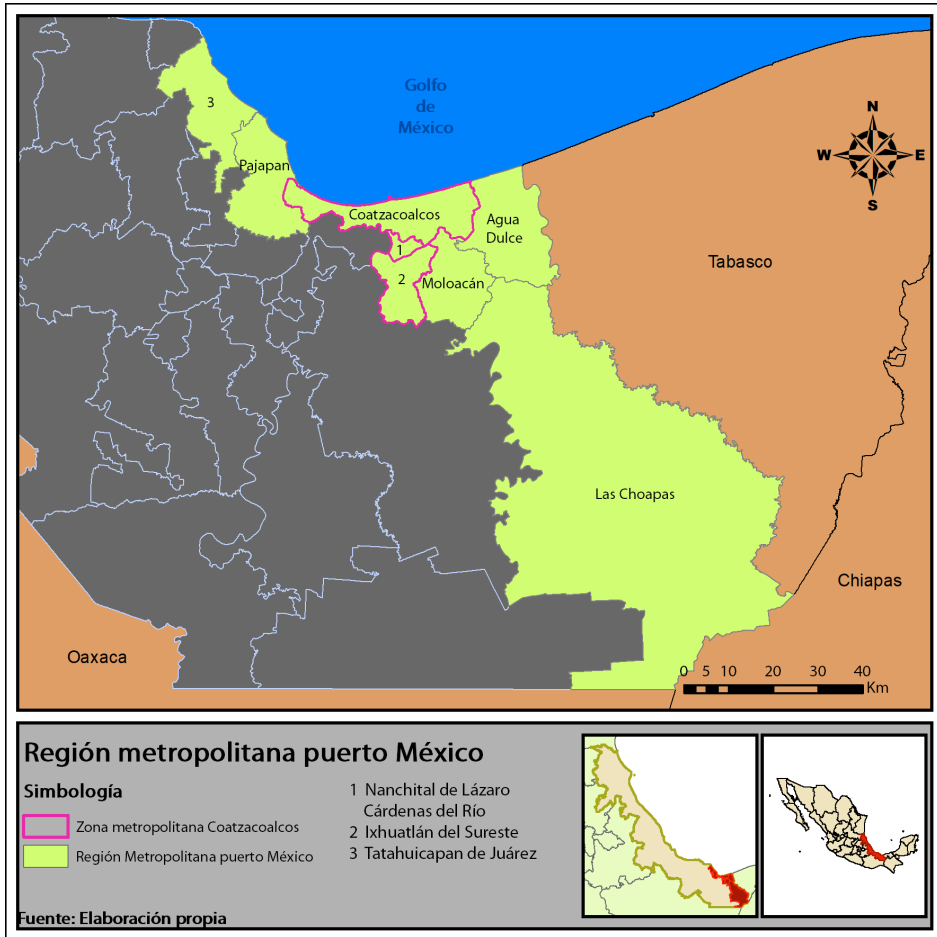 Golfo
de
México
N
W
E
S
3
Pajapan
Coatzacoalcos
Agua
Dulce
1
2
Moloacán
Tabasco
Las Choapas
Chiapas
Oaxaca
0 5 10 20 30 40
Km
Región metropolitana puerto México
Simbología
Zona metropolitana Coatzacoalcos
Región Metropolitana puerto México
1 Nanchital de Lázaro
Cárdenas del Río
2 Ixhuatlán del Sureste
3 Tatahuicapan de Juárez
Fuente: Elaboración propia